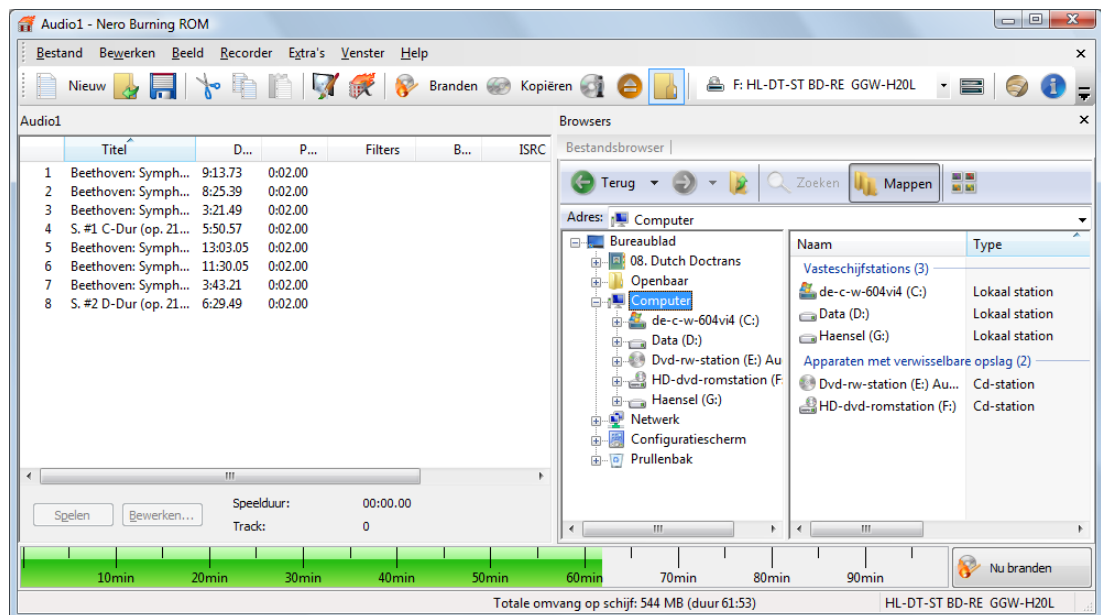 Audio1 - Nero Burning ROM
Bestand Bewerken Beeld Recorder Extra's Venster Help
Nieuw Branden Kopiëren F: HL-DT-ST BD-RE GGW-H20L
Audio1
Titel D... P... Filters B... ISRC
1 Beethoven: Symph... 9:13.73 0:02.00
2 Beethoven: Symph... 8:25.39 0:02.00
3 Beethoven: Symph... 3:21.49 0:02.00
4 S. #1 C-Dur (op. 21... 5:50.57 0:02.00
5 Beethoven: Symph... 13:03.05 0:02.00
6 Beethoven: Symph... 11:30.05 0:02.00
7 Beethoven: Symph... 3:43.21 0:02.00
8 S. #2 D-Dur (op. 21... 6:29.49 0:02.00
Spelen Bewerken...
Speelduur: 00:00.00
Track: 0
Browsers
Bestandsbrowser
Terug Zoeken Mappen
Adres: Computer
Bureaublad
08. Dutch Doctrans
Openbaar
Computer
de-c-w-604vi4 (C:)
Data (D:)
Dvd-rw-station (E:) Au
HD-dvd-romstation (F:
Haensel (G:)
Netwerk
Configuratiescherm
Prullenbak
Naam Type
Vasteschijfstations (3)
de-c-w-604vi4 (C:) Lokaal station
Data (D:) Lokaal station
Haensel (G:) Lokaal station
Apparaten met verwisselbare opslag (2)
Dvd-rw-station (E:) Au... Cd-station
HD-dvd-romstation (F:) Cd-station
10min 20min 30min 40min 50min 60min 70min 80min 90min
Nu branden
Totale omvang op schijf: 544 MB (duur 61:53) HL-DT-ST BD-RE GGW-H20L